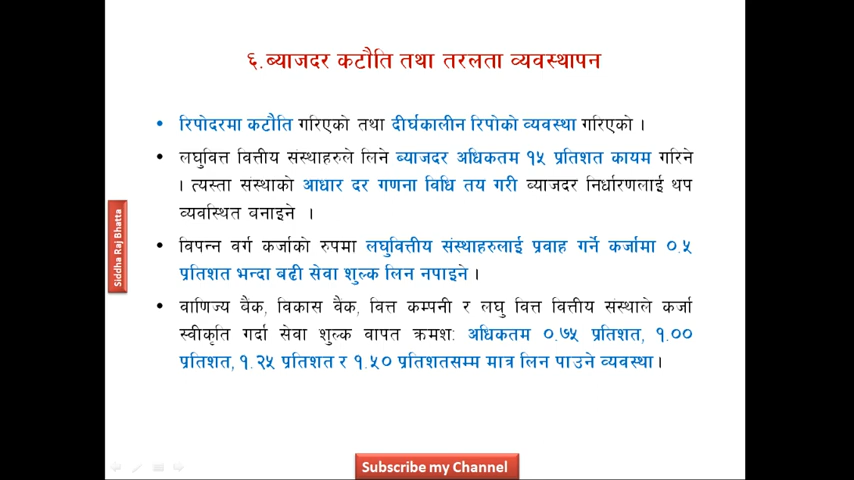 ६.ब्याजदर कटौति तथा तरलता व्यवस्थापन
• रिपोदरमा कटौति गरिएको तथा दीर्घकालीन रिपोको व्यवस्था गरिएको ।
• लघुवित्त वित्तीय संस्थाहरुले लिने ब्याजदर अधिकतम १५ प्रतिशत कायम गरिने
। त्यस्ता संस्थाको आधार दर गणना विधि तय गरी ब्याजदर निर्धारणलाई थप
व्यवस्थित बनाइने ।
• विपन्न वर्ग कर्जाको रुपमा लघुवित्तीय संस्थाहरुलाई प्रवाह गर्ने कर्जामा ०.५
प्रतिशत भन्दा बढी सेवा शुल्क लिन नपाइने ।
• वाणिज्य बैंक, विकास बैंक, वित्त कम्पनी र लघु वित्त वित्तीय संस्थाले कर्जा
स्वीकृति गर्दा सेवा शुल्क वापत क्रमश: अधिकतम ०.७५ प्रतिशत, १.००
प्रतिशत, १.२५ प्रतिशत र १.५० प्रतिशतसम्म मात्र लिन पाउने व्यवस्था ।
Siddha Raj Bhatta
Subscribe my Channel